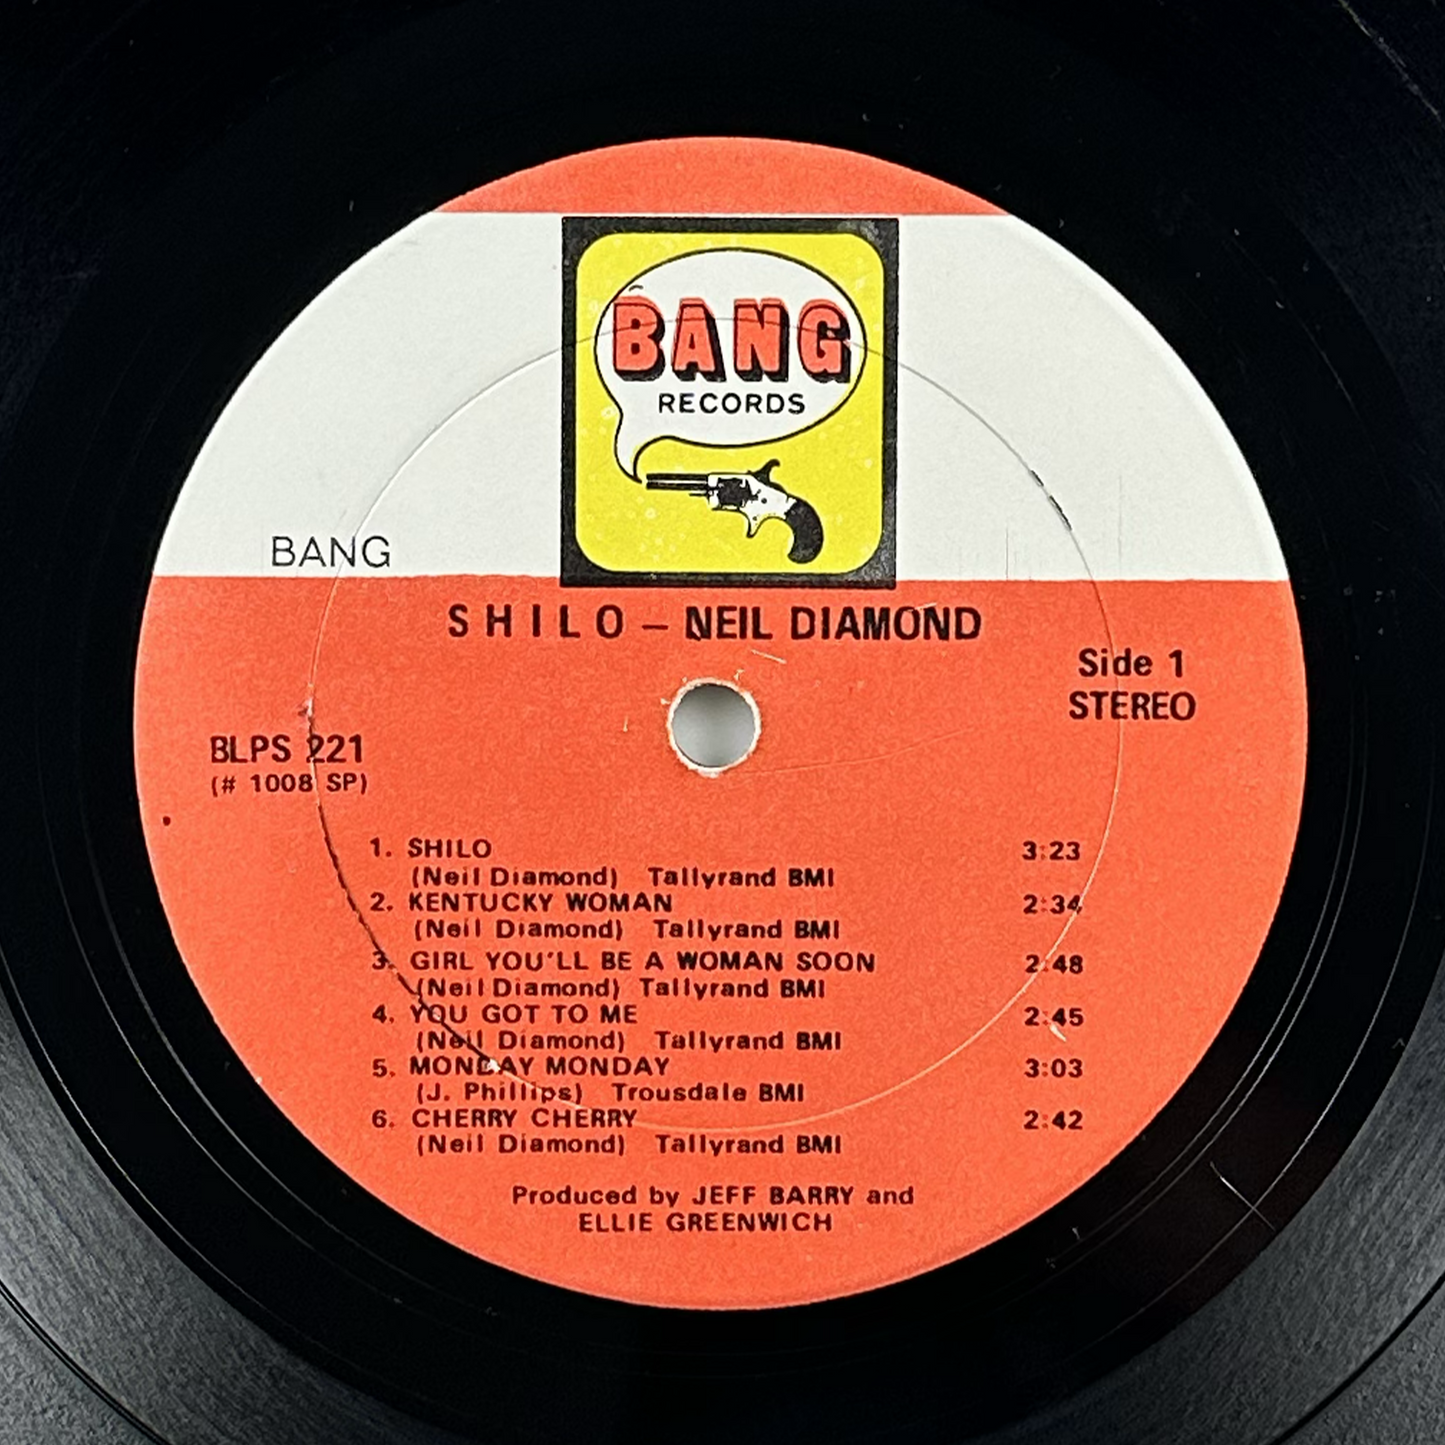 BANG
RECORDS
BANG
SHILO – NEIL DIAMOND
Side 1
STEREO
BLPS 221
(# 1008 SP)
1. SHILO 3:23
(Neil Diamond) Tallyrand BMI
2. KENTUCKY WOMAN 2:34
(Neil Diamond) Tallyrand BMI
3. GIRL YOU'LL BE A WOMAN SOON 2:48
(Neil Diamond) Tallyrand BMI
4. YOU GOT TO ME 2:45
(Neil Diamond) Tallyrand BMI
5. MONDAY MONDAY 3:03
(J. Phillips) Trousdale BMI
6. CHERRY CHERRY 2:42
(Neil Diamond) Tallyrand BMI
Produced by JEFF BARRY and
ELLIE GREENWICH